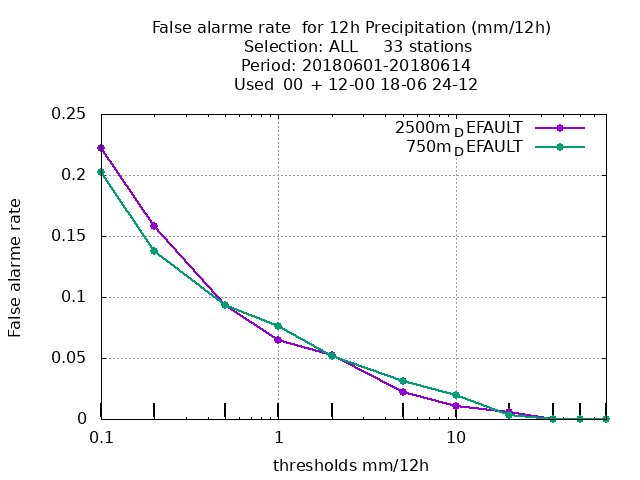 False alarme rate  for 12h Precipitation (mm/12h)
Selection: ALL     33 stations
Period: 20180601-20180614
Used  00  + 12-00 18-06 24-12
2500m_DEFAULT
750m_DEFAULT
0.25
0.2
0.15
0.1
0.05
0
False alarme rate
0.1
1
10
thresholds mm/12h